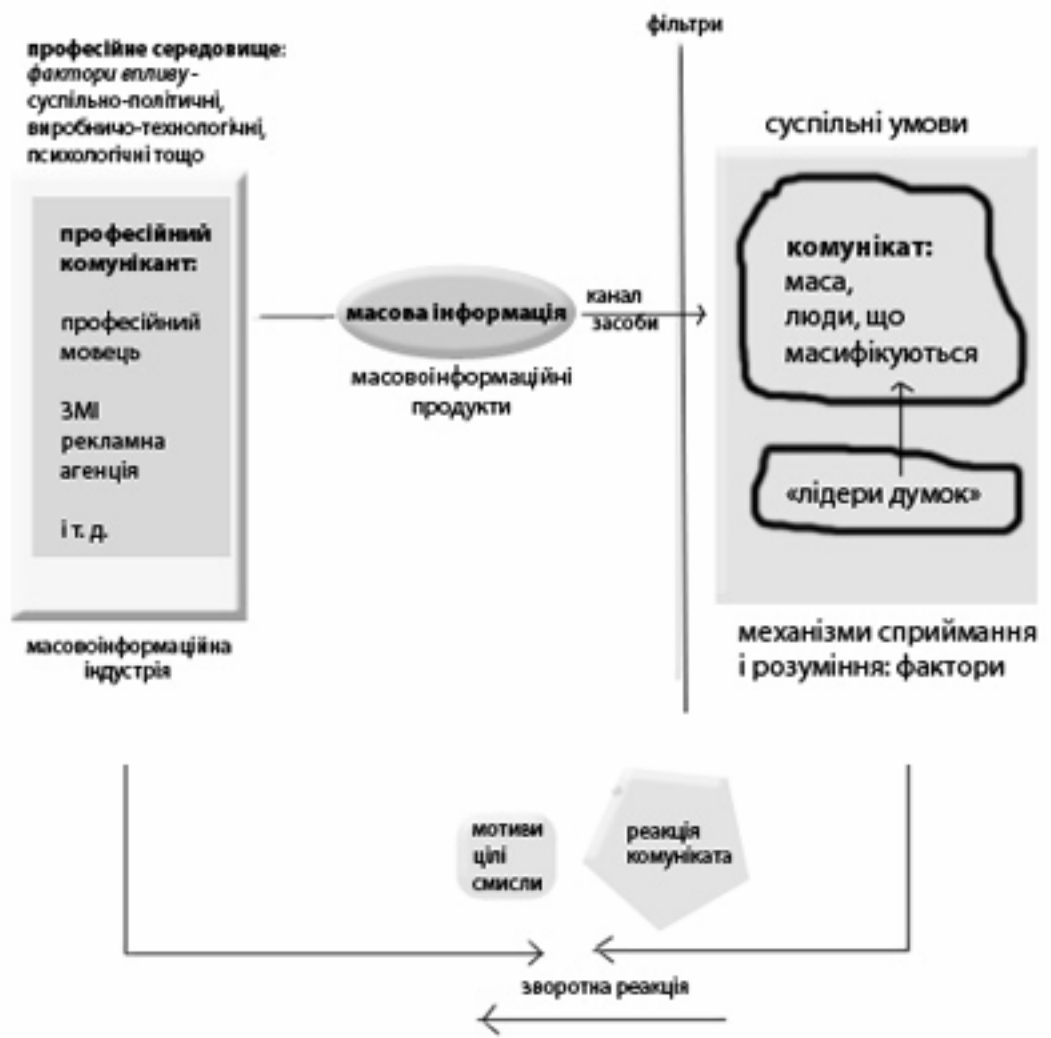 фільтри
професійне середовище:
фактори впливу -
суспільно-політичні,
виробничо-технологічні,
психологічні тощо
суспільні умови
професійний
комунікант:
професійний
мовець
ЗМІ
рекламна
агенція
і т. д.
масова інформація
канал
засоби
масовоінформаційні
продукти
комунікат:
маса,
люди, що
масифікуються
«лідери думок»
масовоінформаційна
індустрія
механізми сприймання
і розуміння: фактори
мотиви
цілі
смисли
реакція
комуніката
зворотна реакція